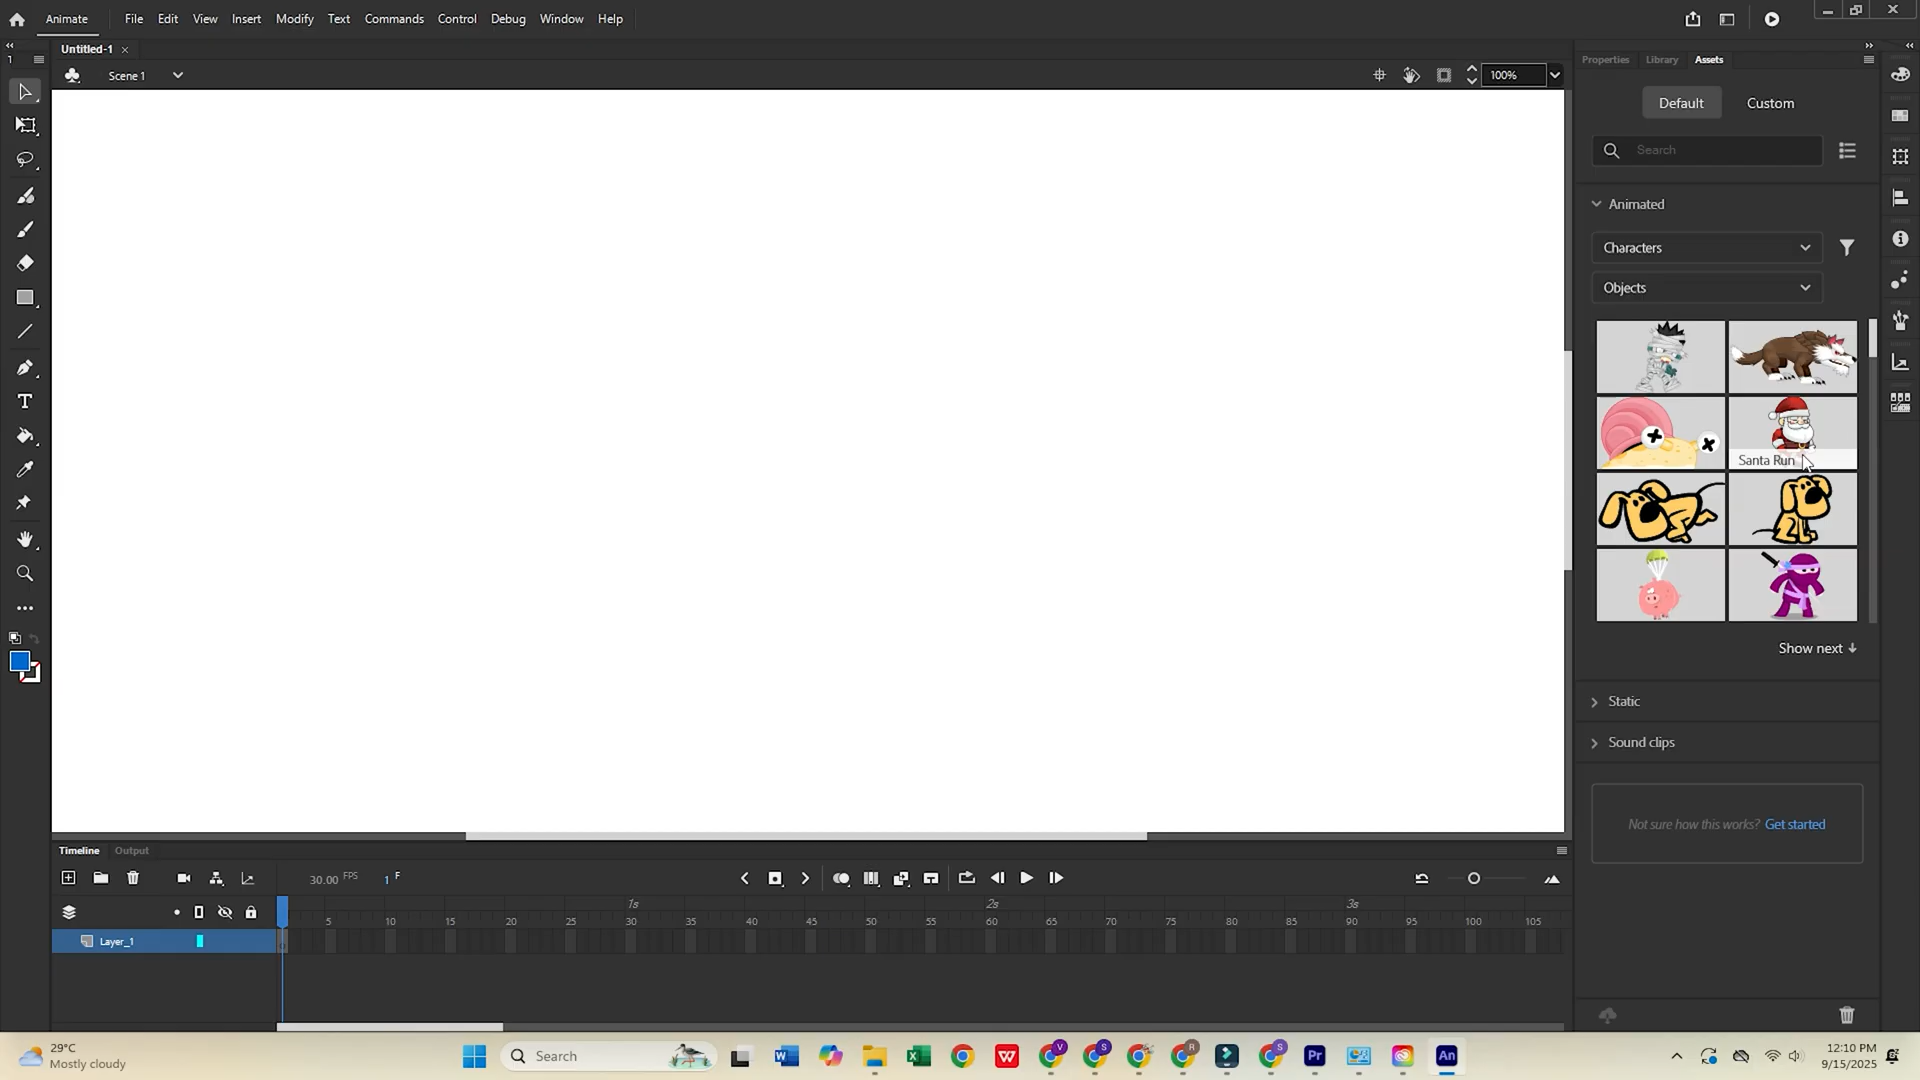 Animate File Edit View Insert Modify Text Commands Control Debug Window Help
Untitled-1 ×
1
Scene 1
100%
Properties Library Assets
Default Custom
Search
Animated
Characters
Objects
Santa Run
Show next ↓
Static
Sound clips
Not sure how this works? Get started
Timeline Output
30.00 FPS 1 F
1s 2s 3s
5 10 15 20 25 30 35 40 45 50 55 60 65 70 75 80 85 90 95 100 105
Layer_1
29°C
Mostly cloudy
Search
W
X
W
V
S
R
S
Pr
An
12:10 PM
9/15/2025